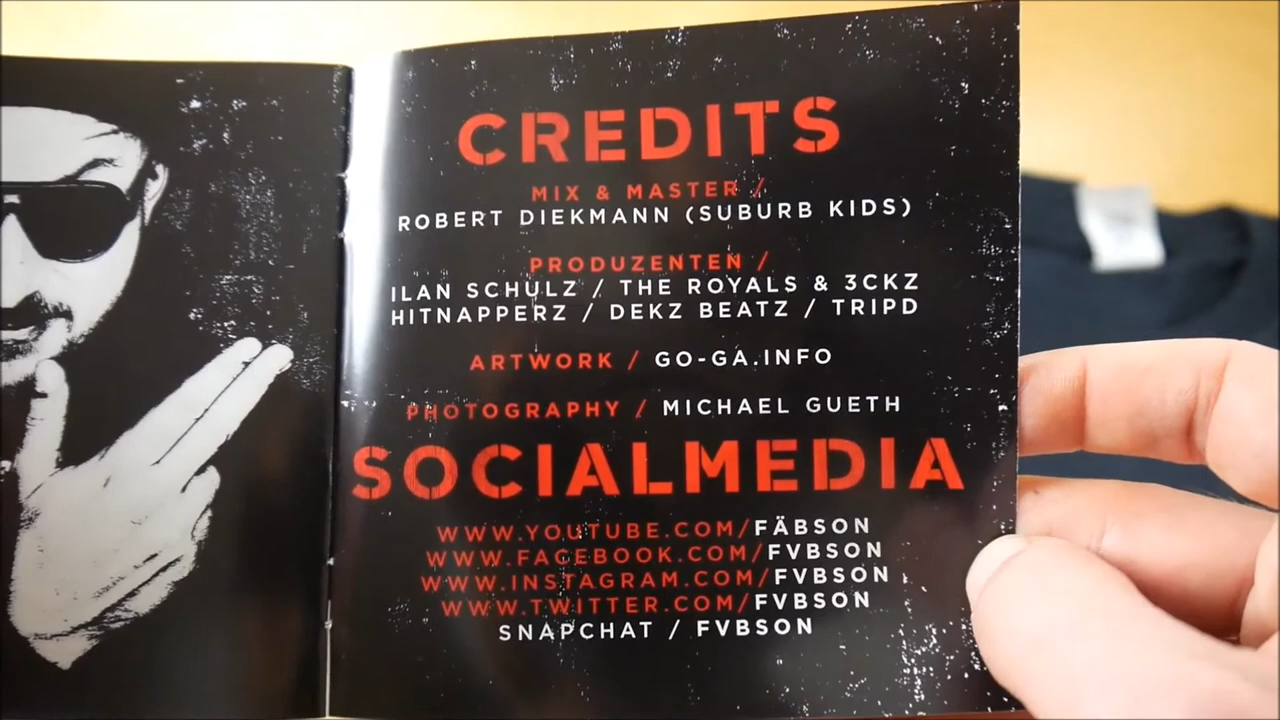 CREDITS
MIX & MASTER /
ROBERT DIEKMANN (SUBURB KIDS)
PRODUZENTEN /
ILAN SCHULZ / THE ROYALS & 3CKZ
HITNAPPERZ / DEKZ BEATZ / TRIPD
ARTWORK / GO-GA.INFO
PHOTOGRAPHY / MICHAEL GUETH
SOCIALMEDIA
WWW.YOUTUBE.COM/FÄBSON
WWW.FACEBOOK.COM/FVBSON
WWW.INSTAGRAM.COM/FVBSON
WWW.TWITTER.COM/FVBSON
SNAPCHAT / FVBSON